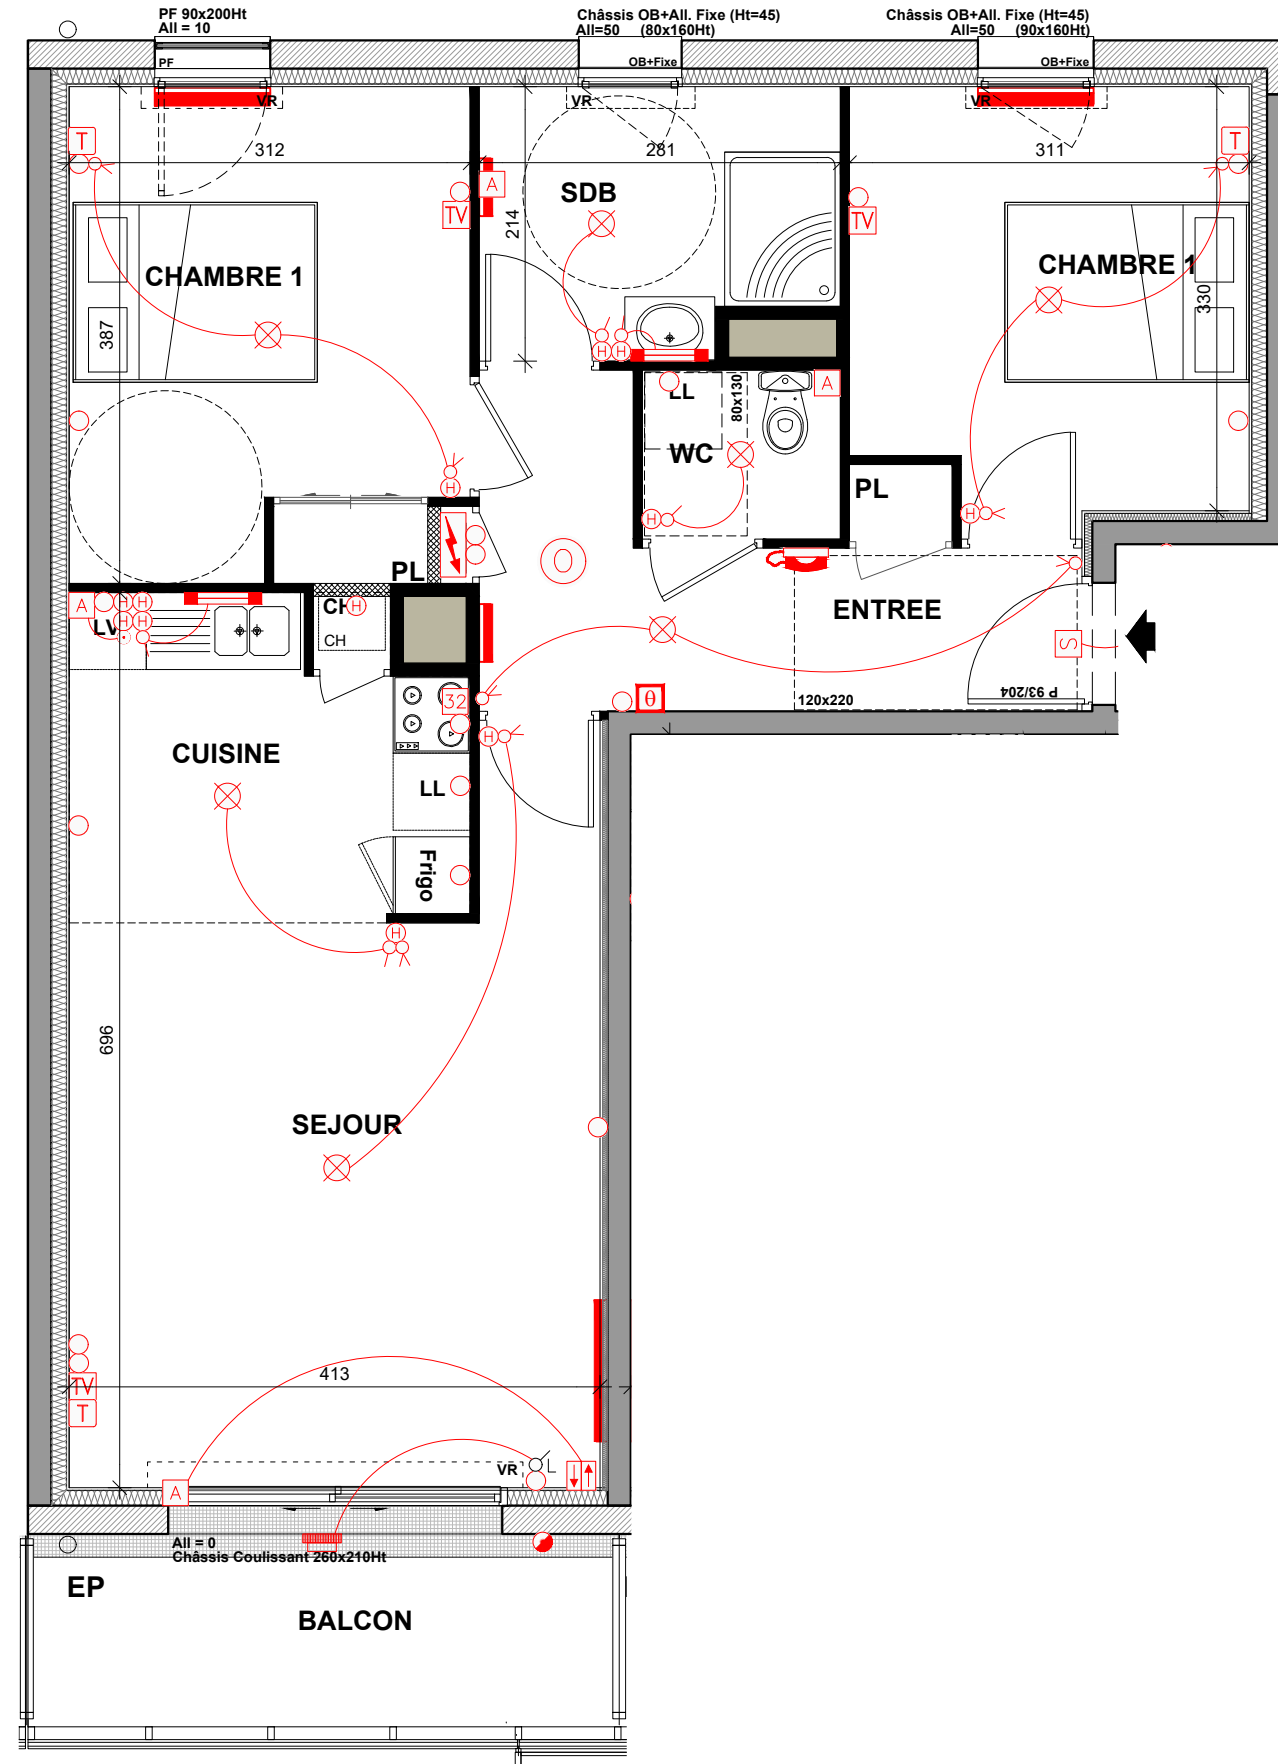 PF 90x200Ht
All = 10
Châssis OB+All. Fixe (Ht=45)
All=50 (80x160Ht)
Châssis OB+All. Fixe (Ht=45)
All=50 (90x160Ht)
PF
OB+Fixe
OB+Fixe
VR
VR
VR
T
312
281
311
T
A
TV
SDB
TV
214
CHAMBRE 1
CHAMBRE 1
330
387
H
H
LL
80x130
A
WC
H
PL
H
H
PL
O
A
H
H
H
H
LV
CH
H
CH
ENTREE
S
32
θ
120x220
P 93/204
H
CUISINE
LL
Frigo
H
696
SEJOUR
413
TV
T
VR
A
All = 0
Châssis Coulissant 260x210Ht
EP
BALCON